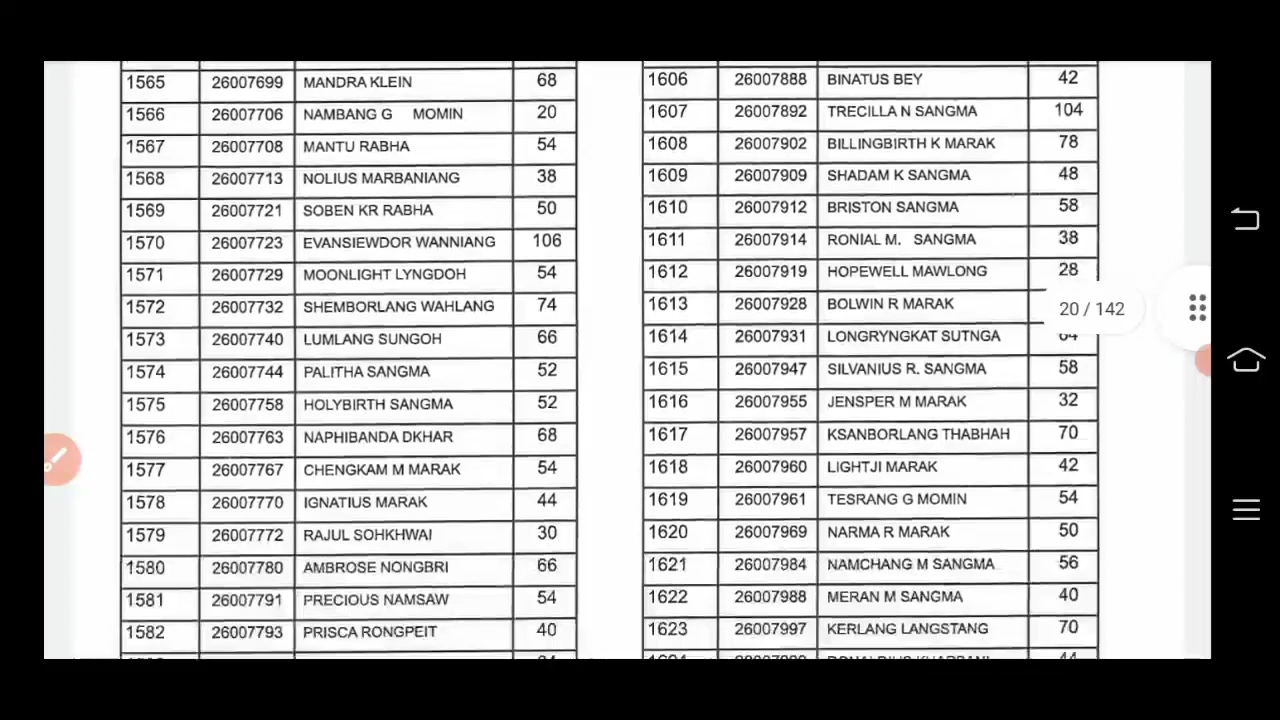 1565 26007699 MANDRA KLEIN 68
1566 26007706 NAMBANG G MOMIN 20
1567 26007708 MANTU RABHA 54
1568 26007713 NOLIUS MARBANIANG 38
1569 26007721 SOBEN KR RABHA 50
1570 26007723 EVANSIEWDOR WANNIANG 106
1571 26007729 MOONLIGHT LYNGDOH 54
1572 26007732 SHEMBORLANG WAHLANG 74
1573 26007740 LUMLANG SUNGOH 66
1574 26007744 PALITHA SANGMA 52
1575 26007758 HOLYBIRTH SANGMA 52
1576 26007763 NAPHIBANDA DKHAR 68
1577 26007767 CHENGKAM M MARAK 54
1578 26007770 IGNATIUS MARAK 44
1579 26007772 RAJUL SOHKHWAI 30
1580 26007780 AMBROSE NONGBRI 66
1581 26007791 PRECIOUS NAMSAW 54
1582 26007793 PRISCA RONGPEIT 40
1606 26007888 BINATUS BEY 42
1607 26007892 TRECILLA N SANGMA 104
1608 26007902 BILLINGBIRTH K MARAK 78
1609 26007909 SHADAM K SANGMA 48
1610 26007912 BRISTON SANGMA 58
1611 26007914 RONIAL M. SANGMA 38
1612 26007919 HOPEWELL MAWLONG 28
1613 26007928 BOLWIN R MARAK
20 / 142
1614 26007931 LONGRYNGKAT SUTNGA
1615 26007947 SILVANIUS R. SANGMA 58
1616 26007955 JENSPER M MARAK 32
1617 26007957 KSANBORLANG THABHAH 70
1618 26007960 LIGHTJI MARAK 42
1619 26007961 TESRANG G MOMIN 54
1620 26007969 NARMA R MARAK 50
1621 26007984 NAMCHANG M SANGMA 56
1622 26007988 MERAN M SANGMA 40
1623 26007997 KERLANG LANGSTANG 70